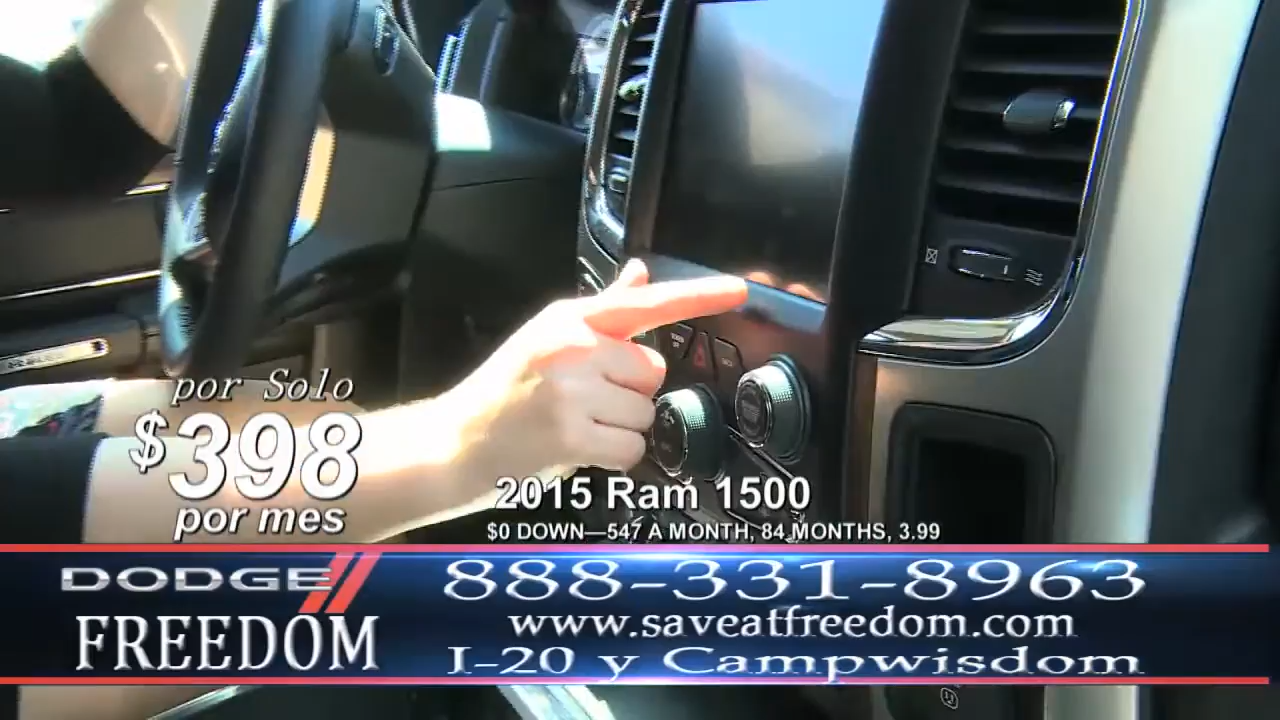 por Solo
$398
por mes
2015 Ram 1500
$0 DOWN—547 A MONTH, 84 MONTHS, 3.99
DODGE
FREEDOM
888-331-8963
www.saveatfreedom.com
I-20 y Campwisdom